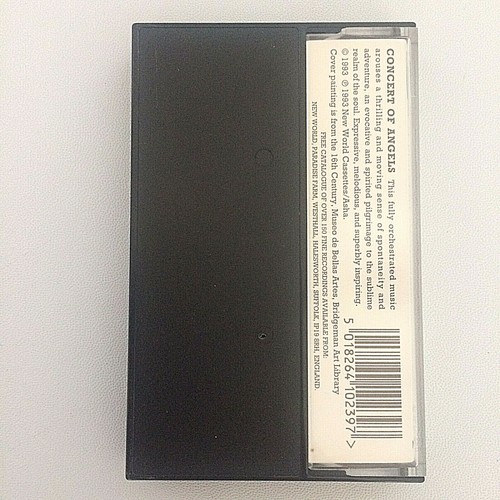 CONCERT OF ANGELS This fully orchestrated music
arouses a thrilling and moving sense of spontaneity and
adventure, an evocative and spirited pilgrimage to the sublime
realm of the soul. Expressive, melodious, and superbly inspiring.
© 1993 ℗ 1993 New World Cassettes/Asha.
Cover painting is from the 16th Century, Museo de Bellas Artes, Bridgeman Art Library
FREE CATALOGUE OF OVER 150 FINE RECORDINGS AVAILABLE FROM:
NEW WORLD, PARADISE FARM, WESTHALL, HALESWORTH, SUFFOLK, IP19 8RH, ENGLAND.
5 018264 102397 >